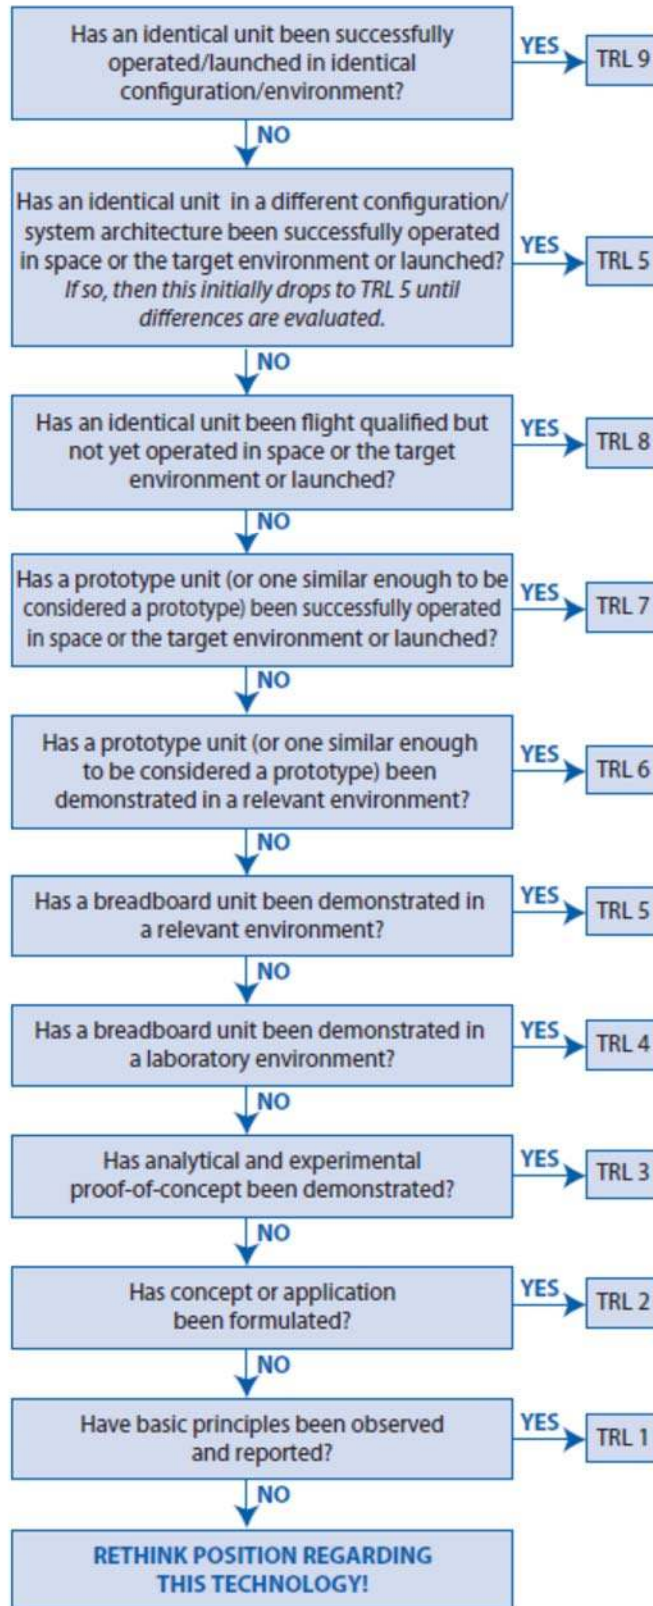 Has an identical unit been successfully
operated/launched in identical
configuration/environment?
YES
TRL 9
NO
Has an identical unit in a different configuration/
system architecture been successfully operated
in space or the target environment or launched?
If so, then this initially drops to TRL 5 until
differences are evaluated.
YES
TRL 5
NO
Has an identical unit been flight qualified but
not yet operated in space or the target
environment or launched?
YES
TRL 8
NO
Has a prototype unit (or one similar enough to be
considered a prototype) been successfully operated
in space or the target environment or launched?
YES
TRL 7
NO
Has a prototype unit (or one similar enough
to be considered a prototype) been
demonstrated in a relevant environment?
YES
TRL 6
NO
Has a breadboard unit been demonstrated in
a relevant environment?
YES
TRL 5
NO
Has a breadboard unit been demonstrated in
a laboratory environment?
YES
TRL 4
NO
Has analytical and experimental
proof-of-concept been demonstrated?
YES
TRL 3
NO
Has concept or application
been formulated?
YES
TRL 2
NO
Have basic principles been observed
and reported?
YES
TRL 1
NO
RETHINK POSITION REGARDING
THIS TECHNOLOGY!